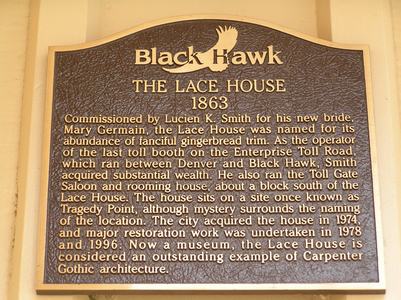 Black Hawk
THE LACE HOUSE
1863
Commissioned by Lucien K. Smith for his new bride,
Mary Germain, the Lace House was named for its
abundance of fanciful gingerbread trim. As the operator
of the last toll booth on the Enterprise Toll Road,
which ran between Denver and Black Hawk, Smith
acquired substantial wealth. He also ran the Toll Gate
Saloon and rooming house, about a block south of the
Lace House. The house sits on a site once known as
Tragedy Point, although mystery surrounds the naming
of the location. The city acquired the house in 1974,
and major restoration work was undertaken in 1978
and 1996. Now a museum, the Lace House is
considered an outstanding example of Carpenter
Gothic architecture.